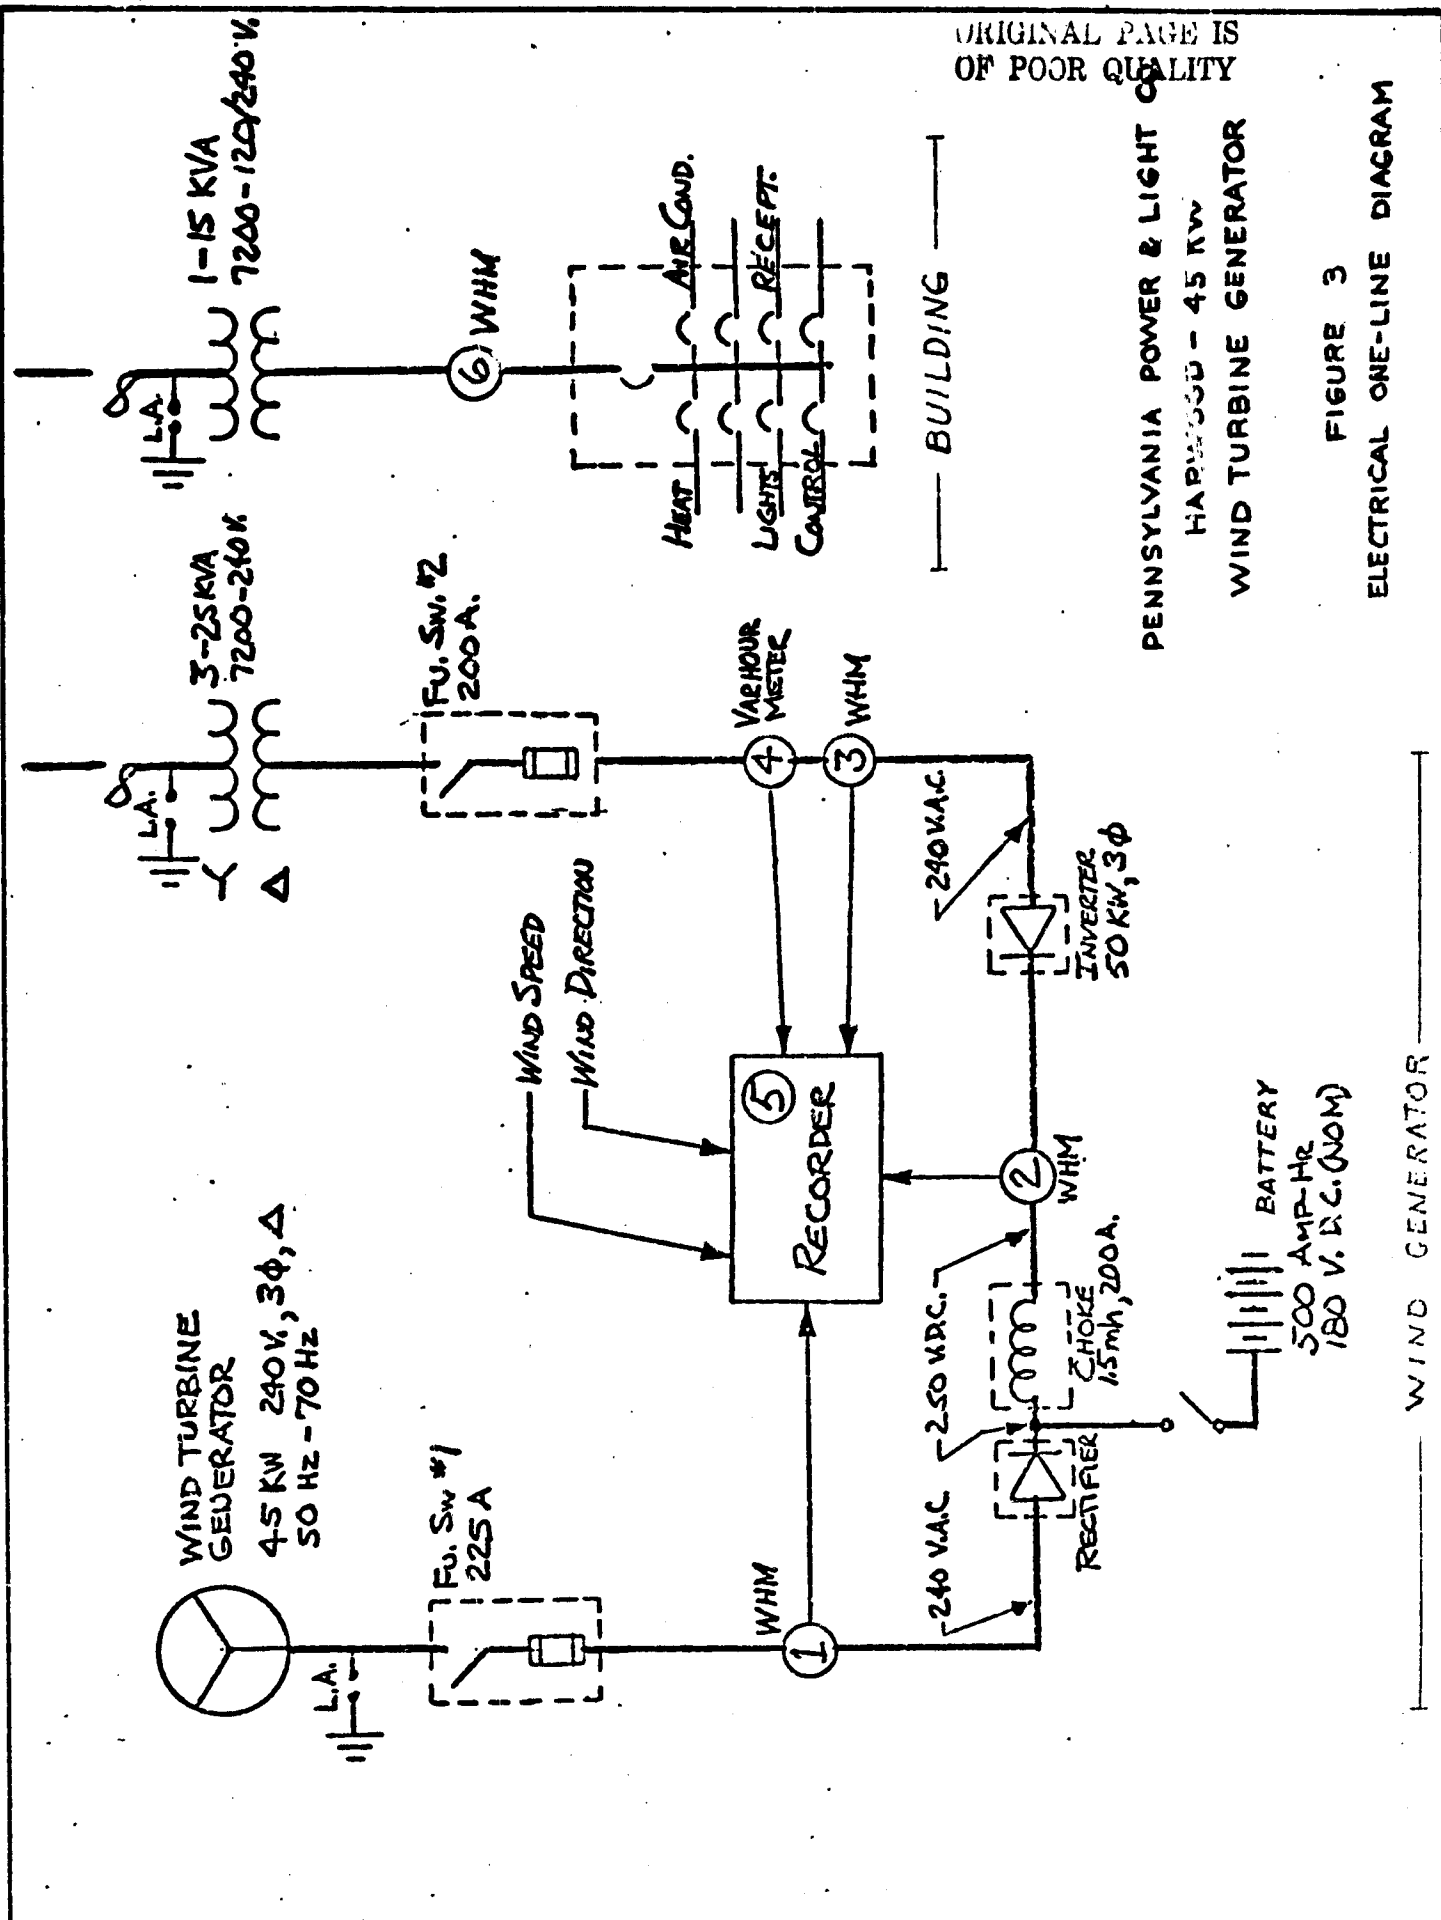 ORIGINAL PAGE IS
OF POOR QUALITY
WIND TURBINE
GENERATOR
45 KW 240V., 3Φ, Δ
50 HZ - 70 HZ
L.A.
FU. SW #1
225 A
WHM
1
240 V.A.C.
RECTIFIER
250 V.D.C.
CHOKE
1.5mh, 200A.
BATTERY
500 AMP-HR
180 V. D.C. (NOM)
2
WHM
WIND SPEED
WIND DIRECTION
5
RECORDER
INVERTER
50 KW, 3Φ
240 V.A.C.
3
WHM
4
VARHOUR
METER
FU. SW. #2
200 A.
3-25 KVA
7200-240 V.
L.A.
Y
Δ
1-15 KVA
7200-120/240 V.
L.A.
6
WHM
HEAT
AIR COND.
LIGHTS
RECEPT.
CONTROL
BUILDING
WIND GENERATOR
PENNSYLVANIA POWER & LIGHT CO
HARWOOD - 45 KW
WIND TURBINE GENERATOR
FIGURE 3
ELECTRICAL ONE-LINE DIAGRAM